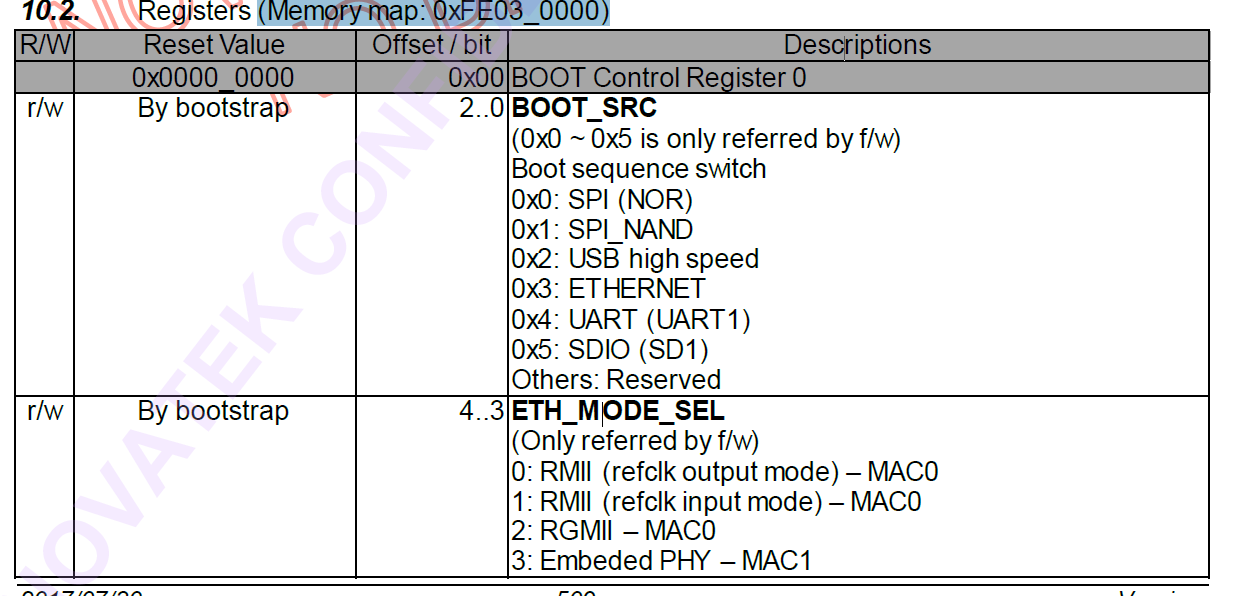 10.2. Registers (Memory map: 0xFE03_0000)
R/W Reset Value Offset / bit Descriptions
0x0000_0000 0x00 BOOT Control Register 0
r/w By bootstrap 2..0 BOOT_SRC
(0x0 ~ 0x5 is only referred by f/w)
Boot sequence switch
0x0: SPI (NOR)
0x1: SPI_NAND
0x2: USB high speed
0x3: ETHERNET
0x4: UART (UART1)
0x5: SDIO (SD1)
Others: Reserved
r/w By bootstrap 4..3 ETH_MODE_SEL
(Only referred by f/w)
0: RMII (refclk output mode) – MAC0
1: RMII (refclk input mode) – MAC0
2: RGMII – MAC0
3: Embeded PHY – MAC1